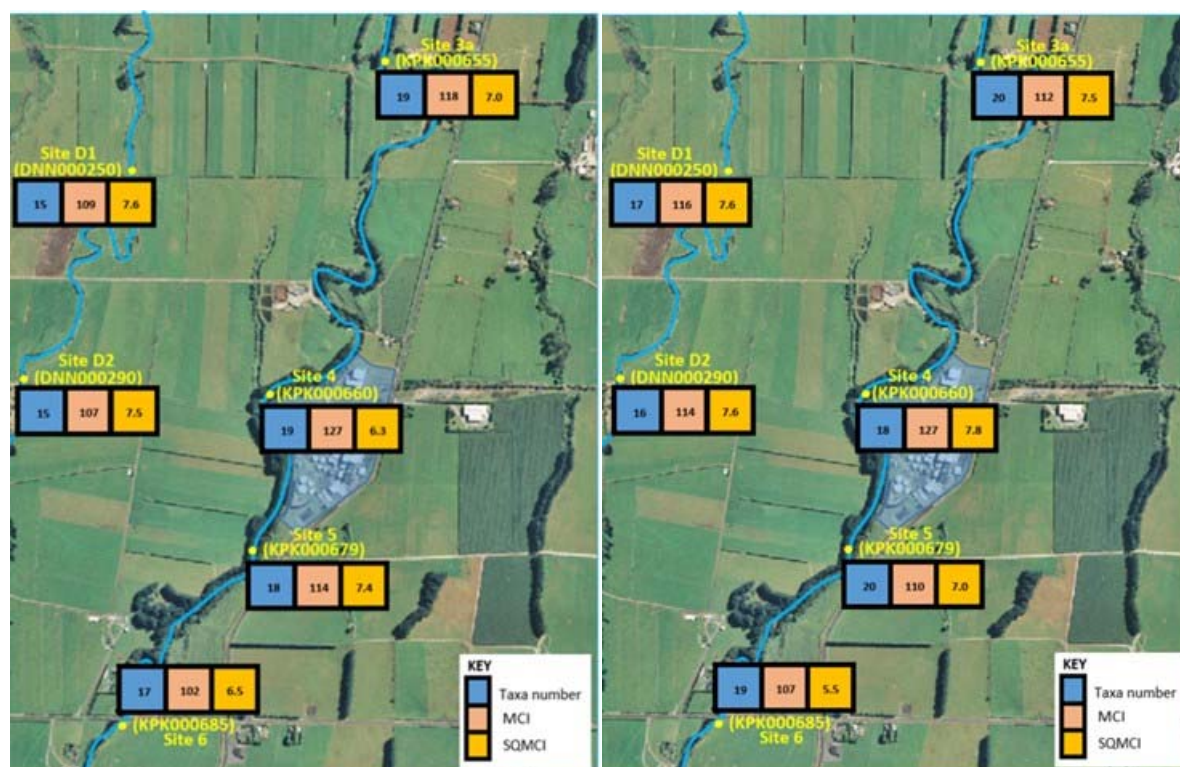 Site 3a
(KPK000655)
19 118 7.0
Site D1
(DNN000250)
15 109 7.6
Site D2
(DNN000290)
15 107 7.5
Site 4
(KPK000660)
19 127 6.3
Site 5
(KPK000679)
18 114 7.4
17 102 6.5
(KPK000685)
Site 6
KEY
Taxa number
MCI
SQMCI
Site 3a
(KPK000655)
20 112 7.5
Site D1
(DNN000250)
17 116 7.6
Site D2
(DNN000290)
16 114 7.6
Site 4
(KPK000660)
18 127 7.8
Site 5
(KPK000679)
20 110 7.0
19 107 5.5
(KPK000685)
Site 6
KEY
Taxa number
MCI
SQMCI